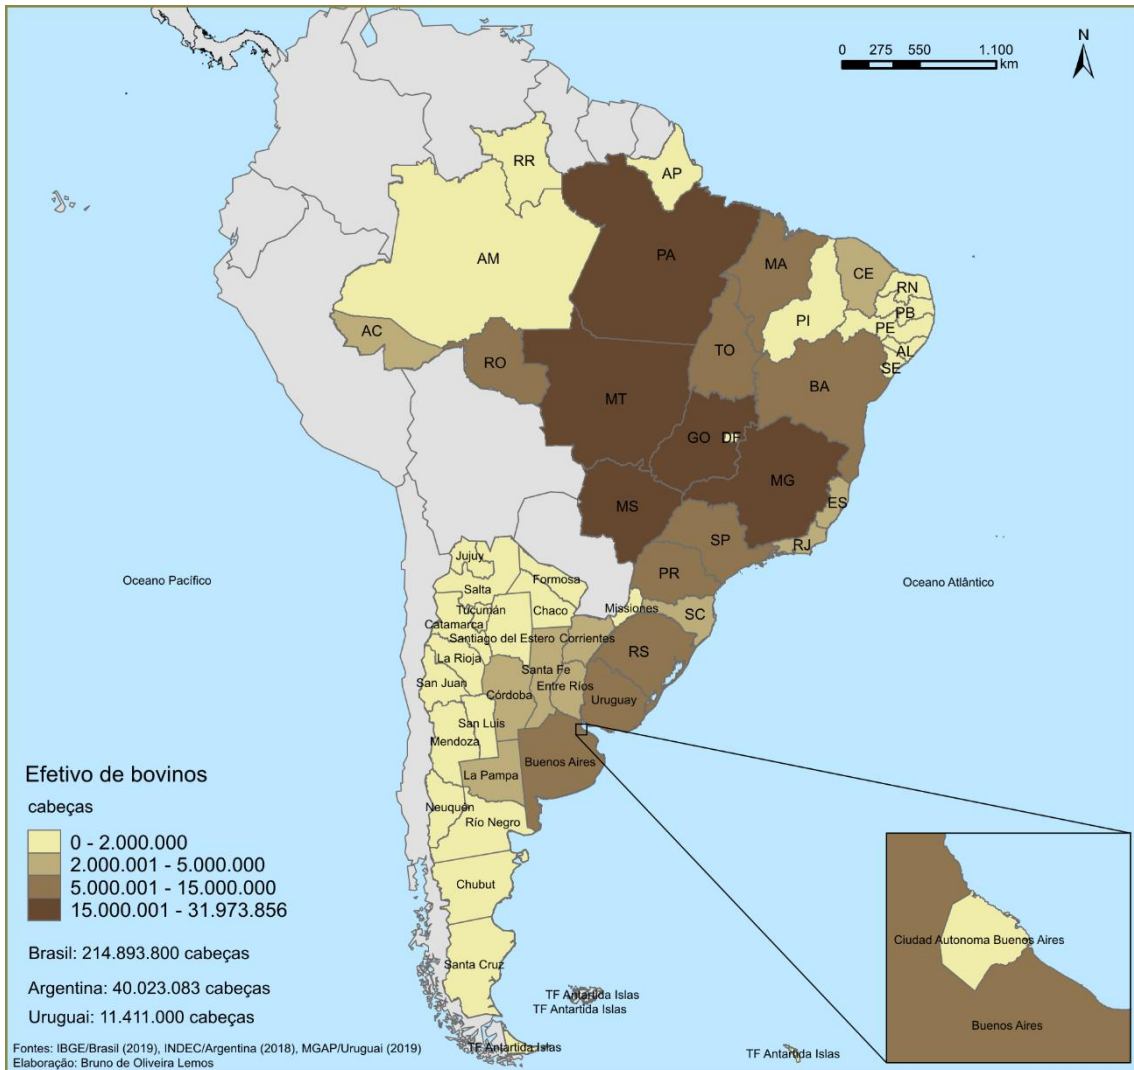 N
0 275 550 1.100
km
RR
AP
AM
PA
MA
CE
RN
PB
PI
PE
AL
SE
AC
RO
TO
BA
MT
GO
DF
MG
ES
MS
SP
RJ
PR
SC
RS
Oceano Pacífico
Oceano Atlântico
Jujuy
Salta
Formosa
Tucumán
Chaco
Missiones
Catamarca
Santiago del Estero
Corrientes
La Rioja
Santa Fe
San Juan
Córdoba
Entre Ríos
Uruguay
San Luis
Mendoza
Buenos Aires
La Pampa
Neuquén
Río Negro
Chubut
Santa Cruz
TF Antartida Islas
TF Antartida Islas
TF Antartida Islas
TF Antartida Islas
Ciudad Autonoma Buenos Aires
Buenos Aires
Efetivo de bovinos
cabeças
0 - 2.000.000
2.000.001 - 5.000.000
5.000.001 - 15.000.000
15.000.001 - 31.973.856
Brasil: 214.893.800 cabeças
Argentina: 40.023.083 cabeças
Uruguai: 11.411.000 cabeças
Fontes: IBGE/Brasil (2019), INDEC/Argentina (2018), MGAP/Uruguai (2019)
Elaboração: Bruno de Oliveira Lemos